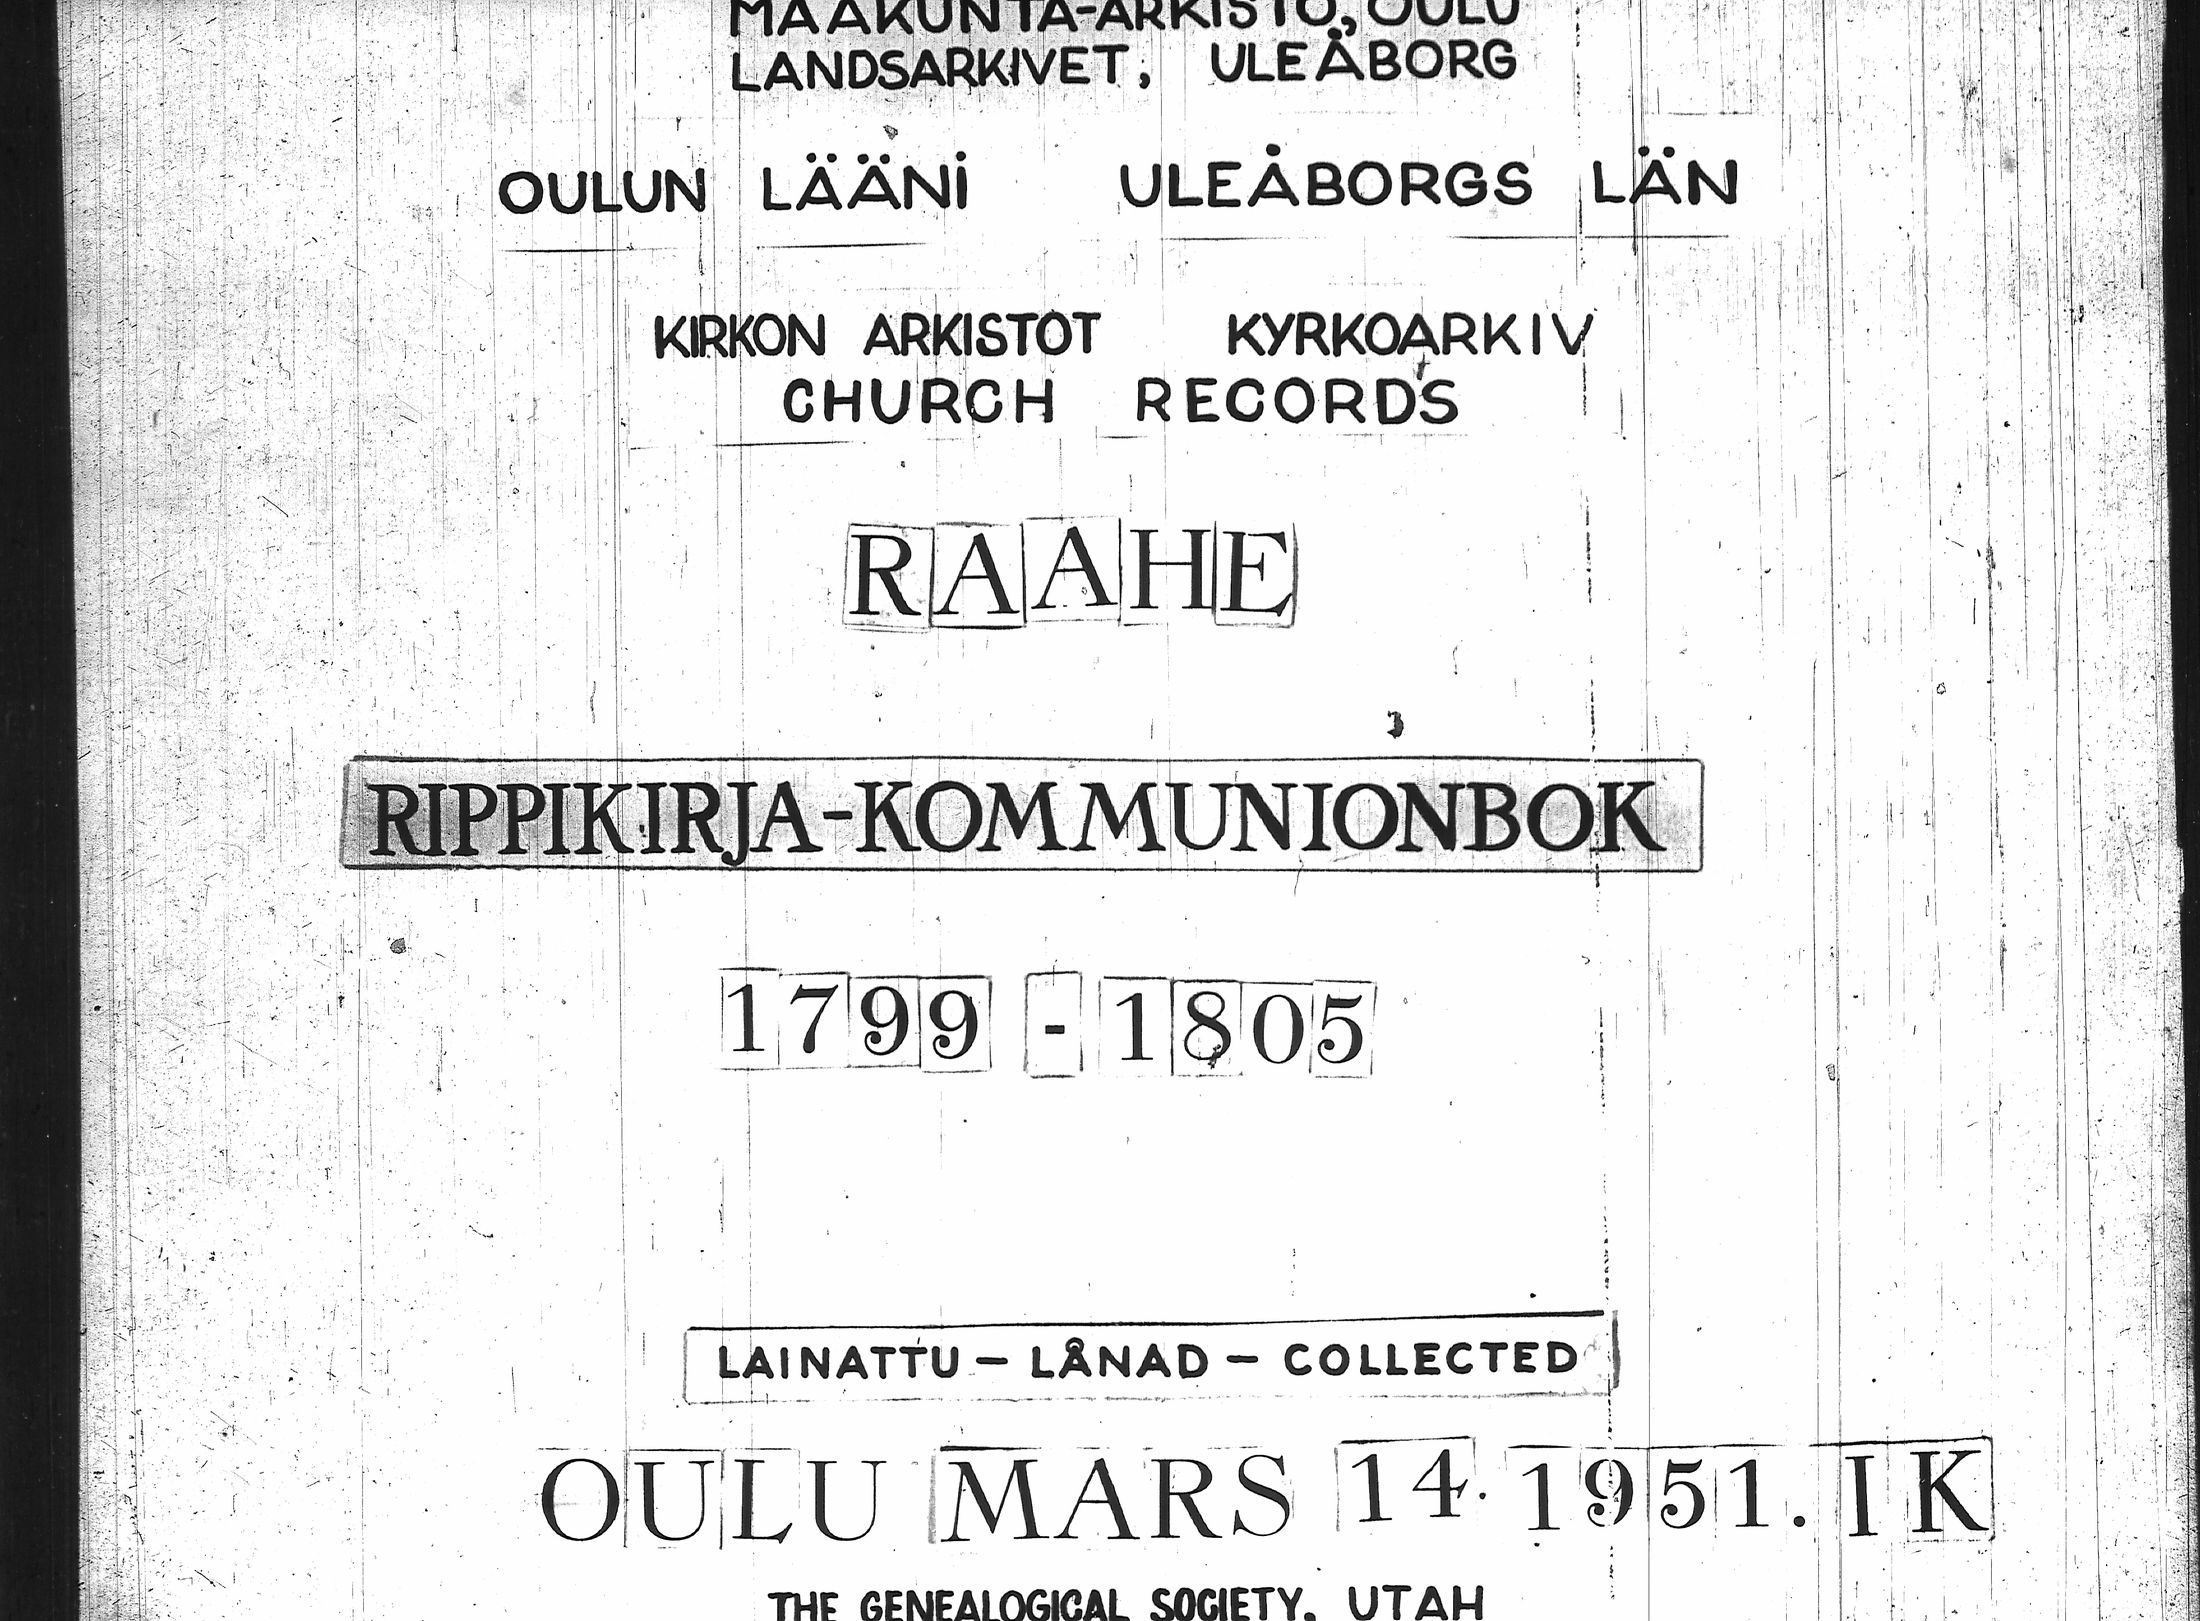 MAAKUNTA-ARKISTO, OULU
LANDSARKIVET, ULEÅBORG
OULUN LÄÄNI ULEÅBORGS LÄN
KIRKON ARKISTOT KYRKOARKIV
CHURCH RECORDS
RAAHE
RIPPIKIRJA-KOMMUNIONBOK
1799 - 1805
LAINATTU — LÅNAD — COLLECTED
OULU MARS 14. 1951. IK
THE GENEALOGICAL SOCIETY, UTAH